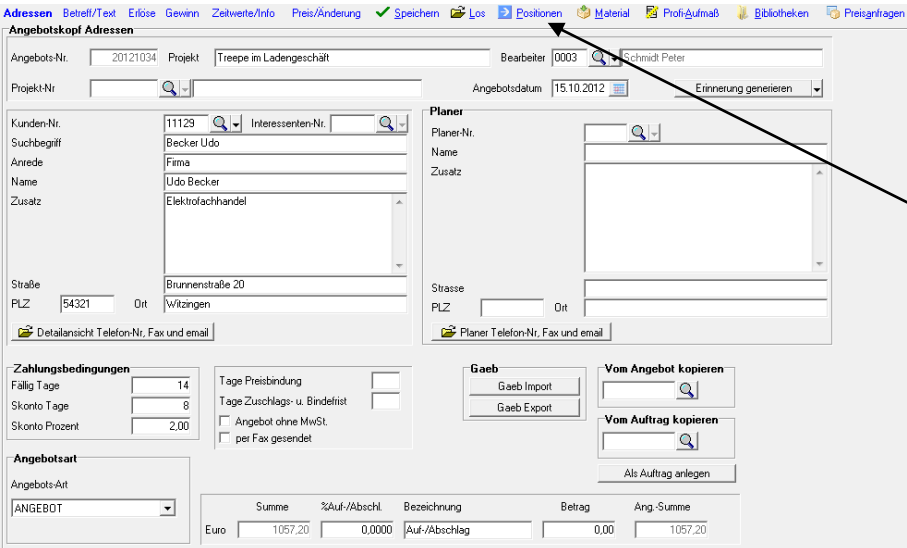 Adressen Betreff/Text Erlöse Gewinn Zeitwerte/Info Preis/Änderung Speichern Los Positionen Material Profi-Aufmaß Bibliotheken Preisanfragen
Angebotskopf Adressen
Angebots-Nr. 20121034 Projekt Treepe im Ladengeschäft Bearbeiter 0003 Schmidt Peter
Projekt-Nr Angebotsdatum 15.10.2012 Erinnerung generieren
Kunden-Nr. 11129 Interessenten-Nr.
Suchbegriff Becker Udo
Anrede Firma
Name Udo Becker
Zusatz Elektrofachhandel
Straße Brunnenstraße 20
PLZ 54321 Ort Witzingen
Detailansicht Telefon-Nr, Fax und email
Planer
Planer-Nr.
Name
Zusatz
Strasse
PLZ Ort
Planer Telefon-Nr, Fax und email
Zahlungsbedingungen
Fällig Tage 14
Skonto Tage 8
Skonto Prozent 2,00
Tage Preisbindung
Tage Zuschlags- u. Bindefrist
Angebot ohne MwSt.
per Fax gesendet
Gaeb
Gaeb Import
Gaeb Export
Vom Angebot kopieren
Vom Auftrag kopieren
Als Auftrag anlegen
Angebotsart
Angebots-Art
ANGEBOT
Summe %Auf-/Abschl. Bezeichnung Betrag Ang.-Summe
Euro 1057,20 0,0000 Auf-/Abschlag 0,00 1057,20